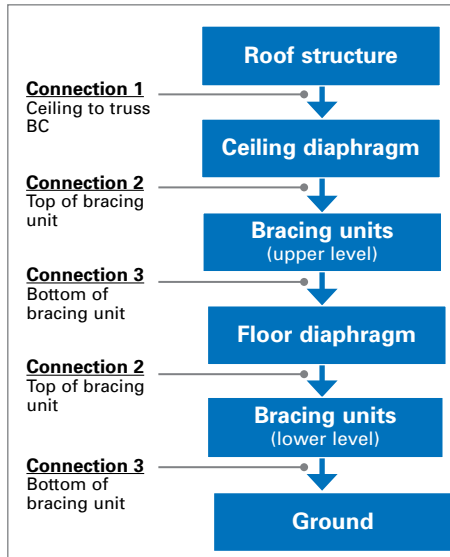 Roof structure
Connection 1
Ceiling to truss
BC
Ceiling diaphragm
Connection 2
Top of bracing
unit
Bracing units
(upper level)
Connection 3
Bottom of
bracing unit
Floor diaphragm
Connection 2
Top of bracing
unit
Bracing units
(lower level)
Connection 3
Bottom of
bracing unit
Ground